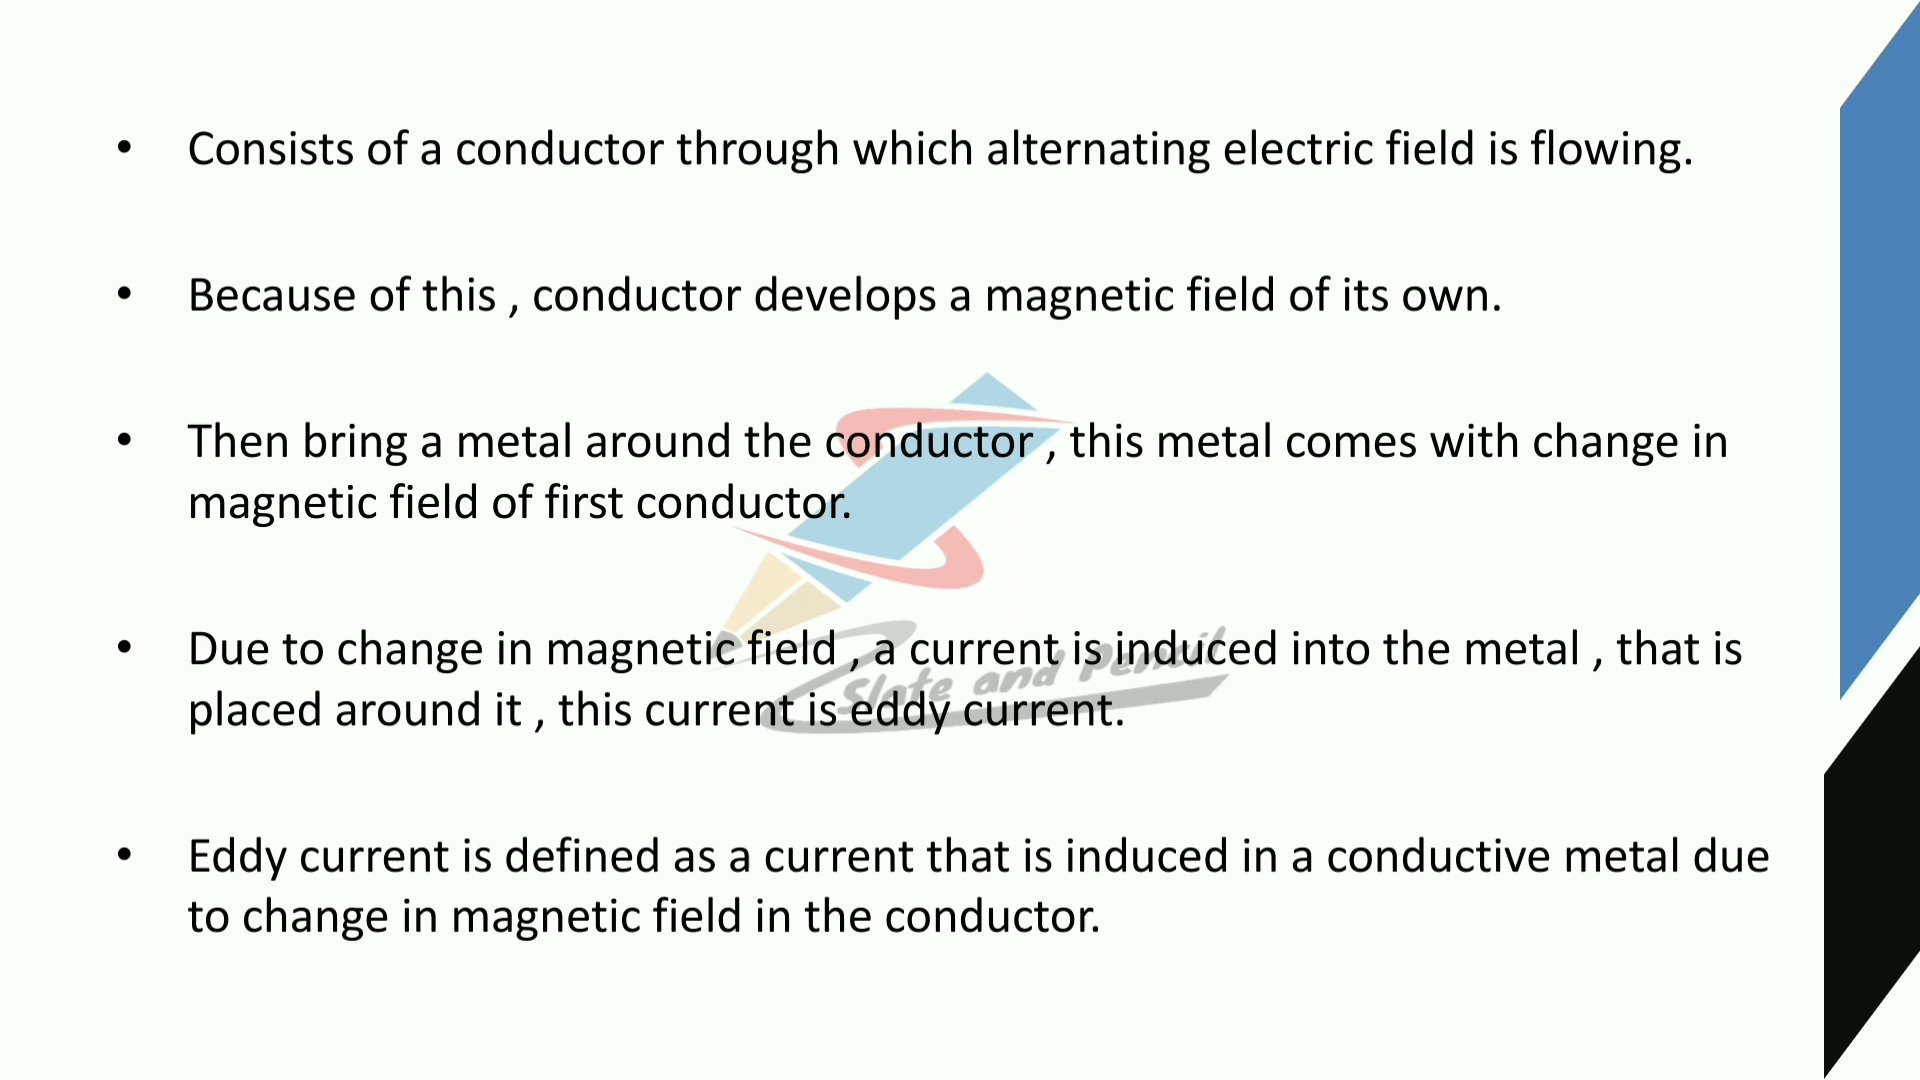 • Consists of a conductor through which alternating electric field is flowing.
• Because of this , conductor develops a magnetic field of its own.
• Then bring a metal around the conductor , this metal comes with change in
magnetic field of first conductor.
• Due to change in magnetic field , a current is induced into the metal , that is
placed around it , this current is eddy current.
Slate and Pencil
• Eddy current is defined as a current that is induced in a conductive metal due
to change in magnetic field in the conductor.